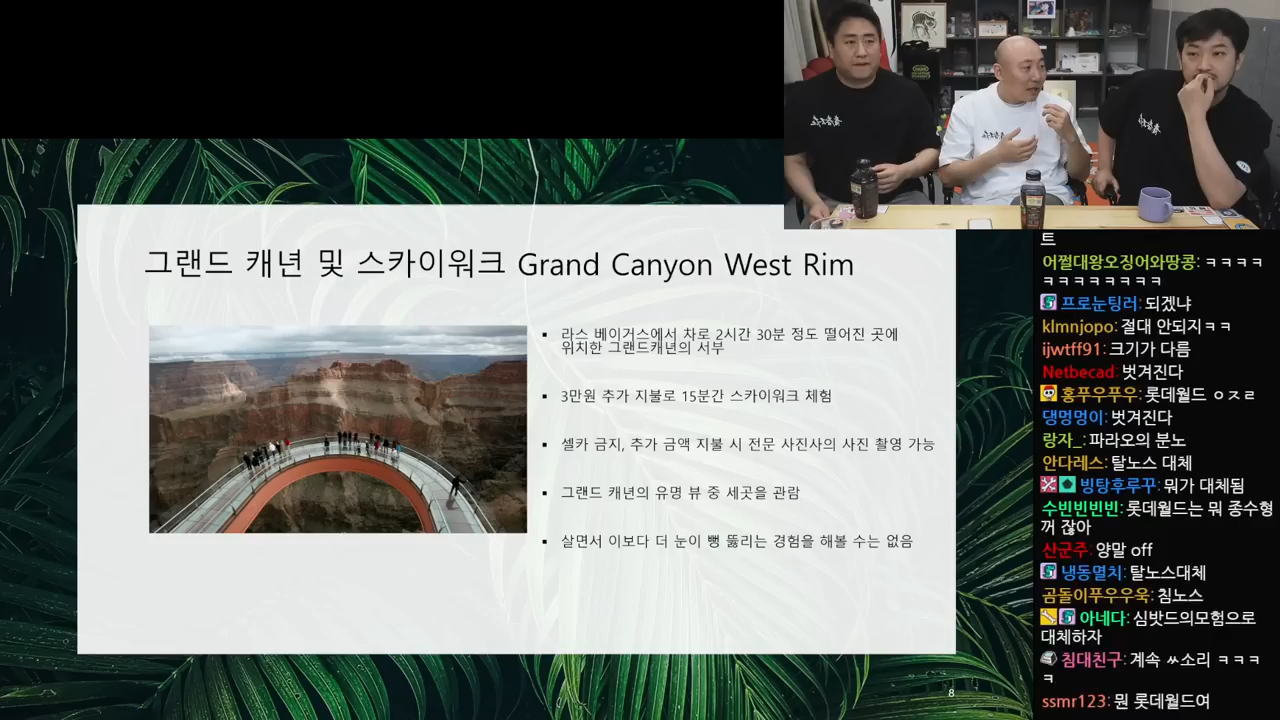 그랜드 캐년 및 스카이워크 Grand Canyon West Rim
▪ 라스 베이거스에서 차로 2시간 30분 정도 떨어진 곳에
위치한 그랜드캐년의 서부
▪ 3만원 추가 지불로 15분간 스카이워크 체험
▪ 셀카 금지, 추가 금액 지불 시 전문 사진사의 사진 촬영 가능
▪ 그랜드 캐년의 유명 뷰 중 세곳을 관람
▪ 살면서 이보다 더 눈이 뻥 뚫리는 경험을 해볼 수는 없음
8
트
어쩔대왕오징어와땅콩: ㅋㅋㅋㅋ
ㅋㅋㅋㅋㅋㅋㅋㅋ
프로눈팅러: 되겠냐
klmnjopo: 절대 안되지ㅋㅋ
ijwtff91: 크기가 다름
Netbecad: 벗겨진다
홍푸우푸우: 롯데월드 ㅇㅈㄹ
댕멍멍이: 벗겨진다
랑자_: 파라오의 분노
안다레스: 탈노스 대체
빙탕후루꾸: 뭐가 대체됨
수빈빈빈빈: 롯데월드는 뭐 종수형
꺼 잖아
산군주: 양말 off
냉동멸치: 탈노스대체
곰돌이푸우우욱: 침노스
아네다: 심밧드의모험으로
대체하자
침대친구: 계속 ㅆ소리 ㅋㅋㅋ
ㅋ
ssmr123: 뭔 롯데월드여